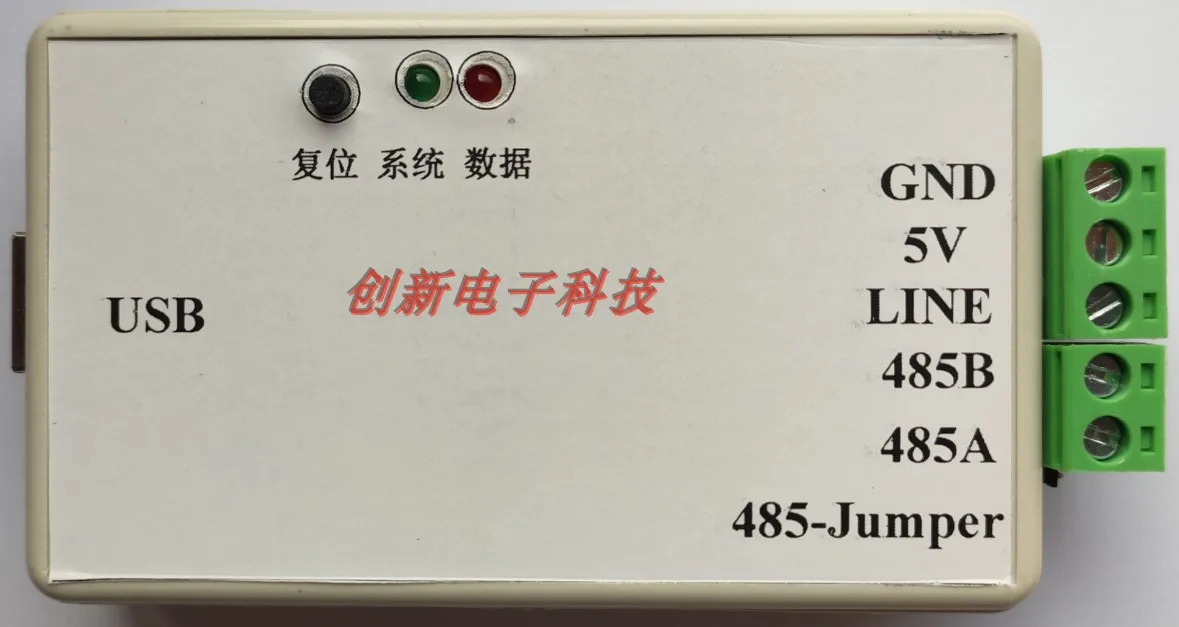 复位 系统 数据
GND
5V
创新电子科技
USB
LINE
485B
485A
485-Jumper